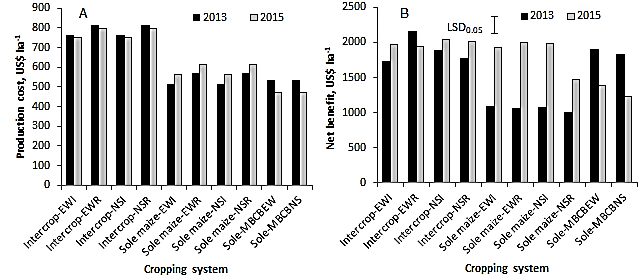 A
2013
2015
Production cost, US$ ha-1
900
800
700
600
500
400
300
200
100
0
Intercrop-EWI
Intercrop-EWR
Intercrop-NSI
Intercrop-NSR
Sole maize-EWI
Sole maize-EWR
Sole maize-NSI
Sole maize-NSR
Sole-MBCBEW
Sole-MBCBNS
Cropping system
B
2013
2015
LSD0.05
Net benefit, US$ ha-1
2500
2000
1500
1000
500
0
Intercrop-EWI
Intercrop-EWR
Intercrop-NSI
Intercrop-NSR
Sole maize-EWI
Sole maize-EWR
Sole maize-NSI
Sole maize-NSR
Sole-MBCBEW
Sole-MBCBNS
Cropping system